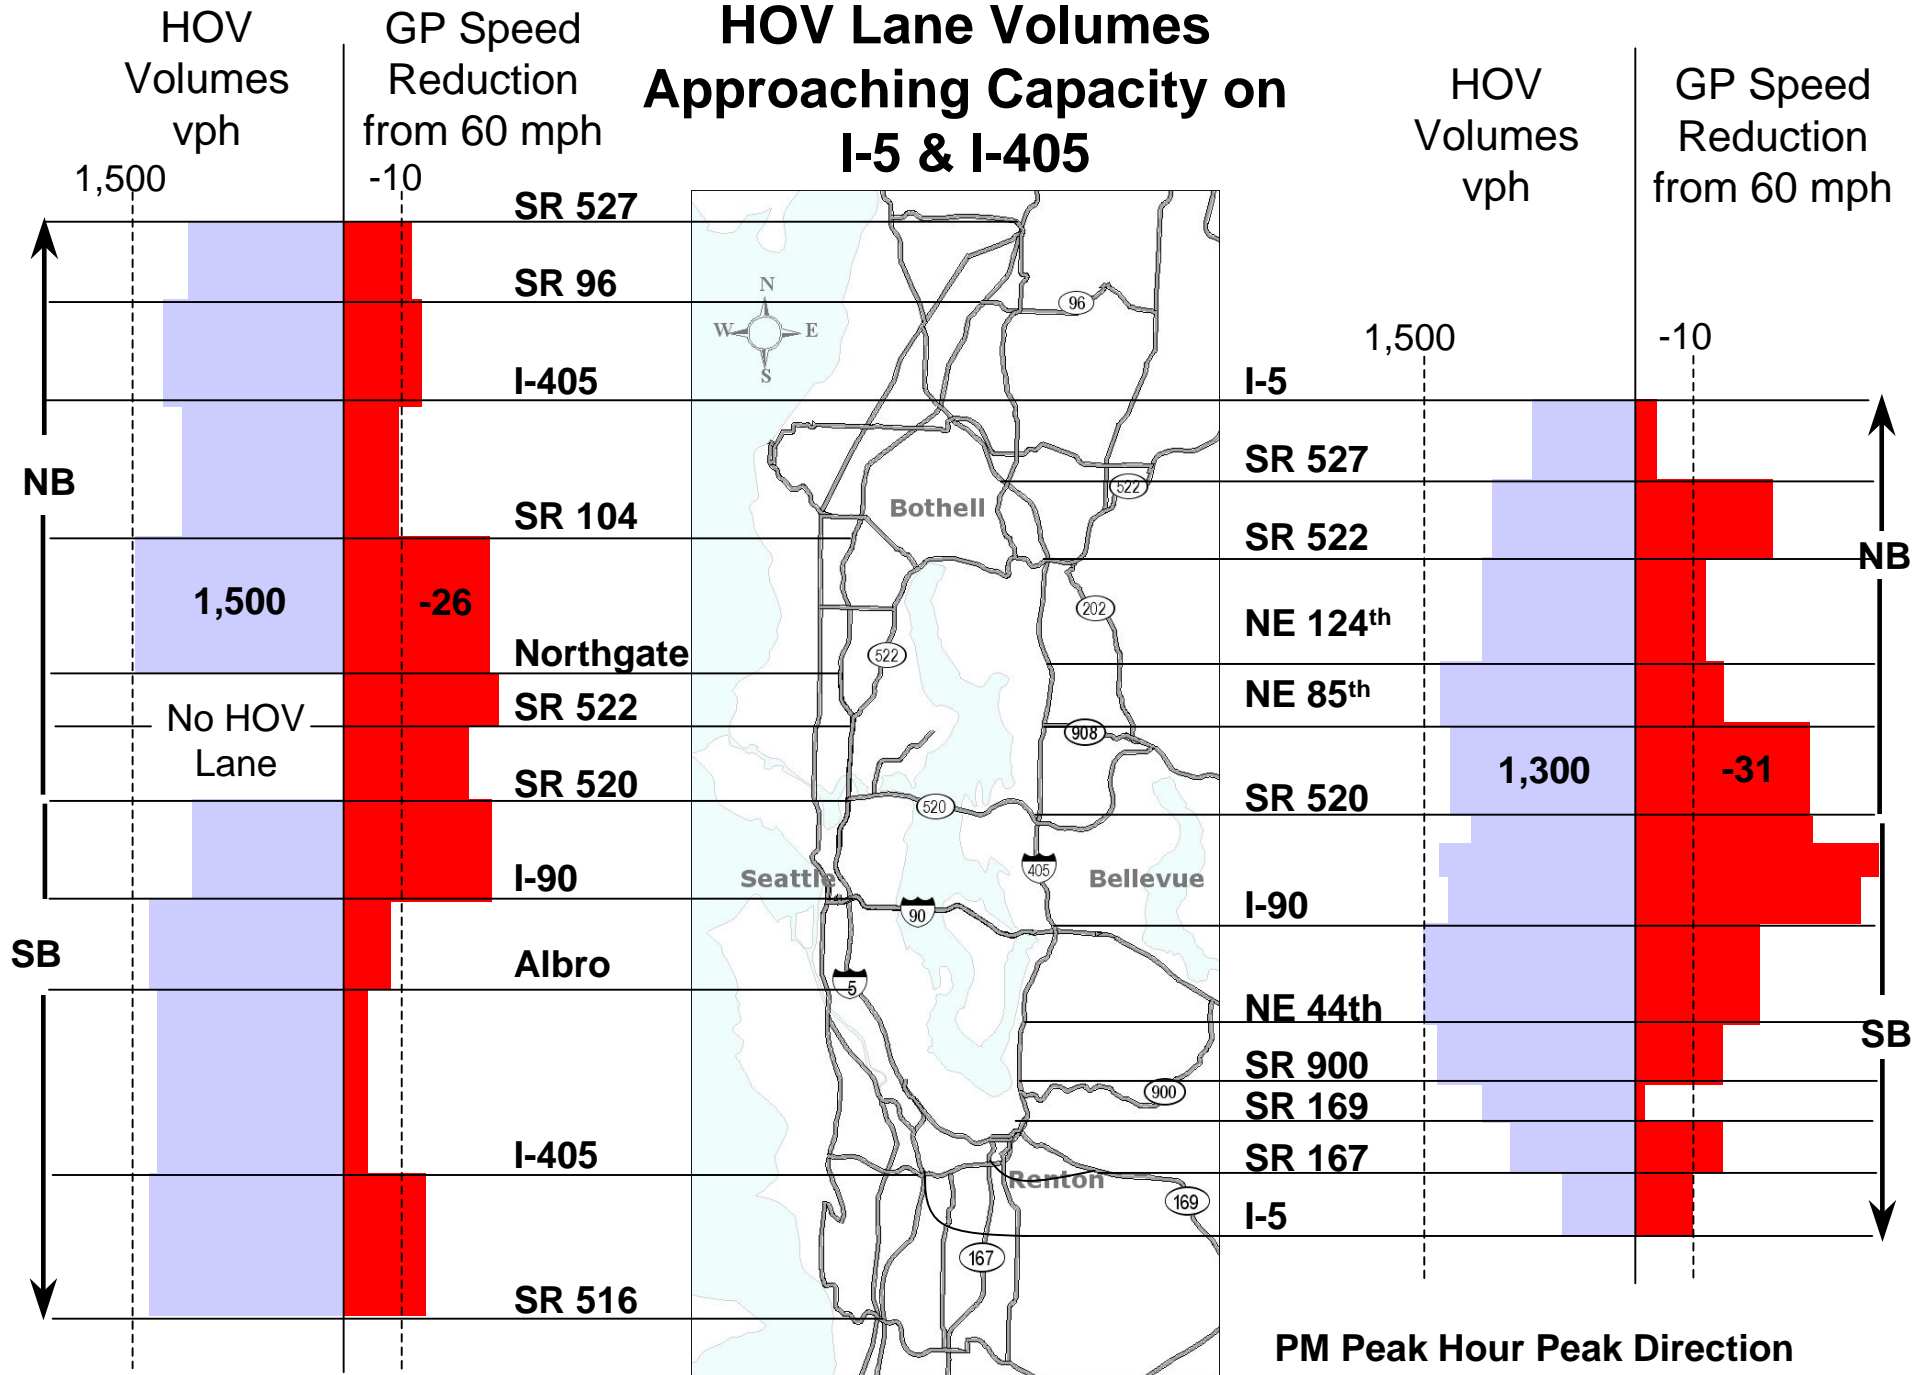 HOV Lane Volumes
Approaching Capacity on
I-5 & I-405
HOV
Volumes
vph
GP Speed
Reduction
from 60 mph
1,500
-10
SR 527
SR 96
I-405
SR 104
Northgate
SR 522
SR 520
I-90
Albro
I-405
SR 516
NB
SB
1,500
-26
No HOV
Lane
N
W
E
S
96
522
Bothell
202
522
908
520
405
Seattle
Bellevue
90
5
900
Renton
169
167
HOV
Volumes
vph
GP Speed
Reduction
from 60 mph
1,500
-10
I-5
SR 527
SR 522
NE 124th
NE 85th
SR 520
I-90
NE 44th
SR 900
SR 169
SR 167
I-5
1,300
-31
NB
SB
PM Peak Hour Peak Direction